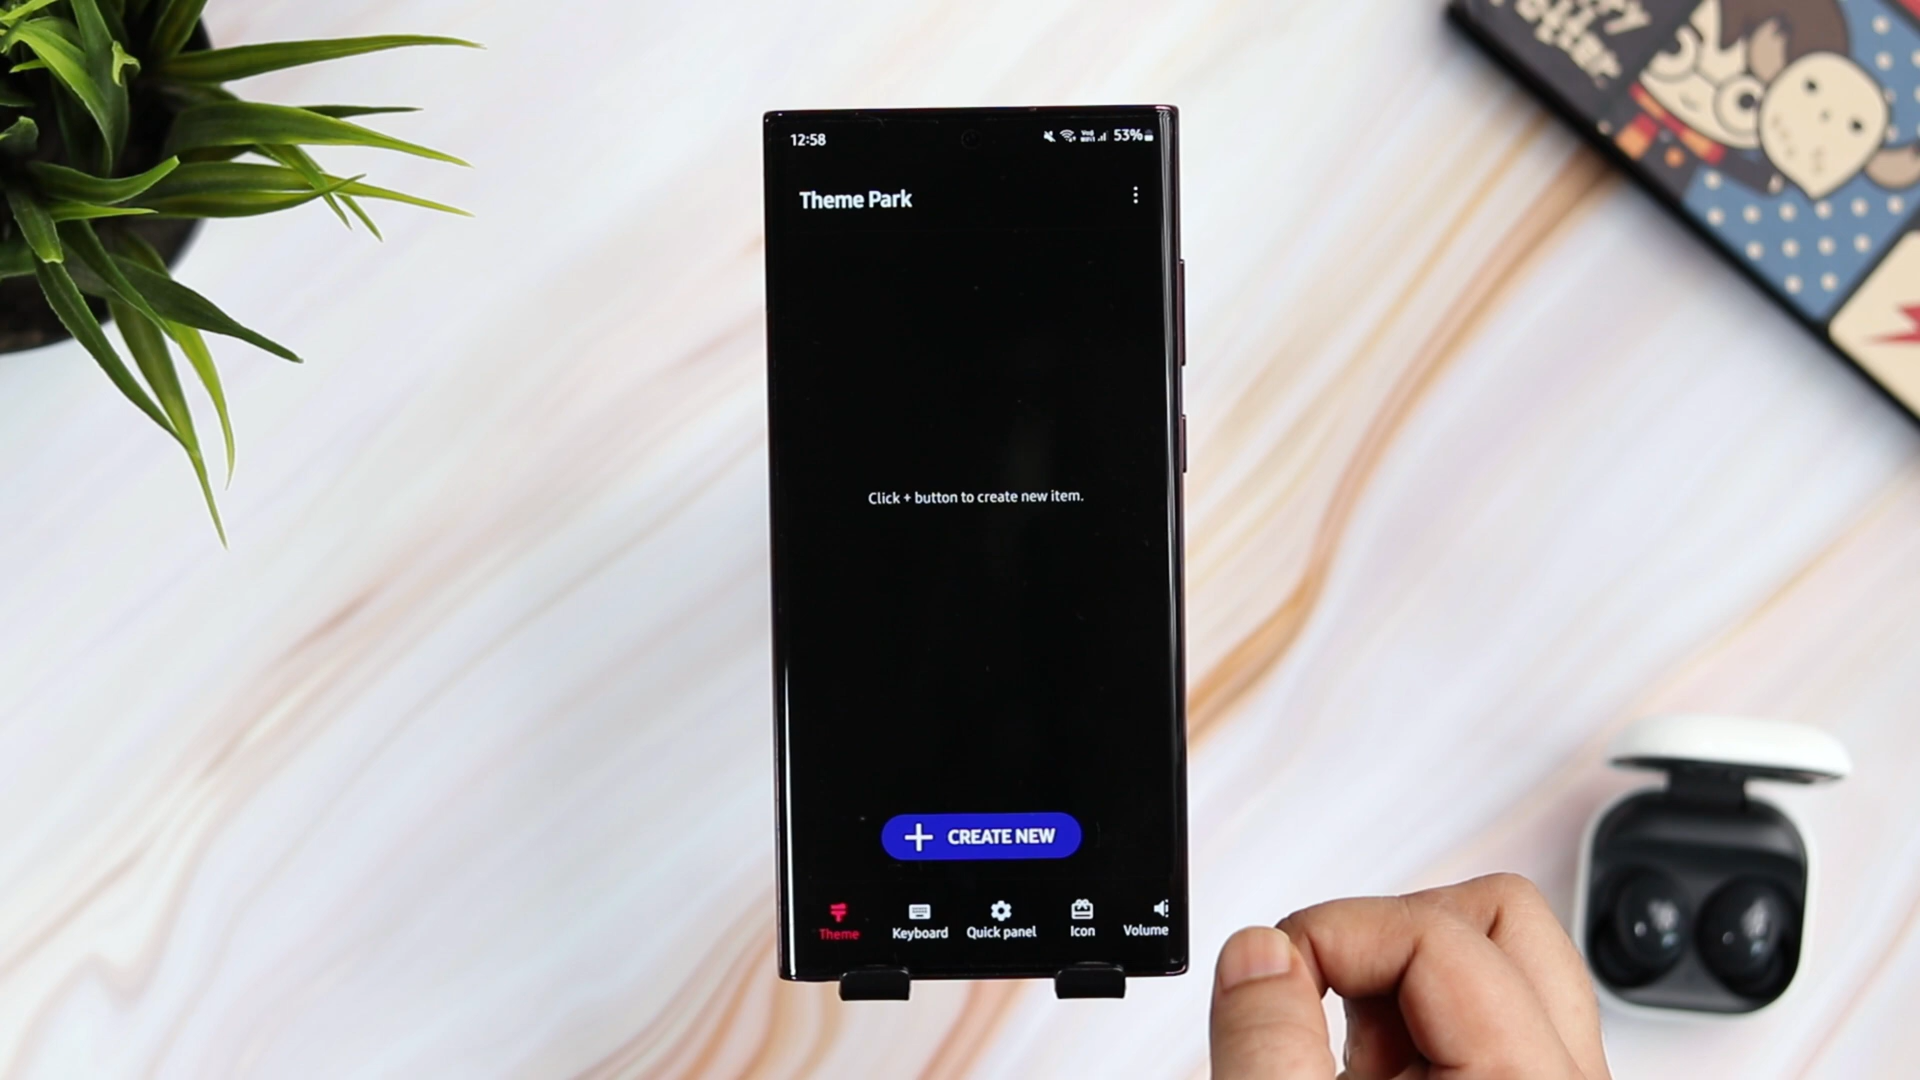 12:58
53%
Theme Park
Click + button to create new item.
CREATE NEW
Theme
Keyboard
Quick panel
Icon
Volume
Potter